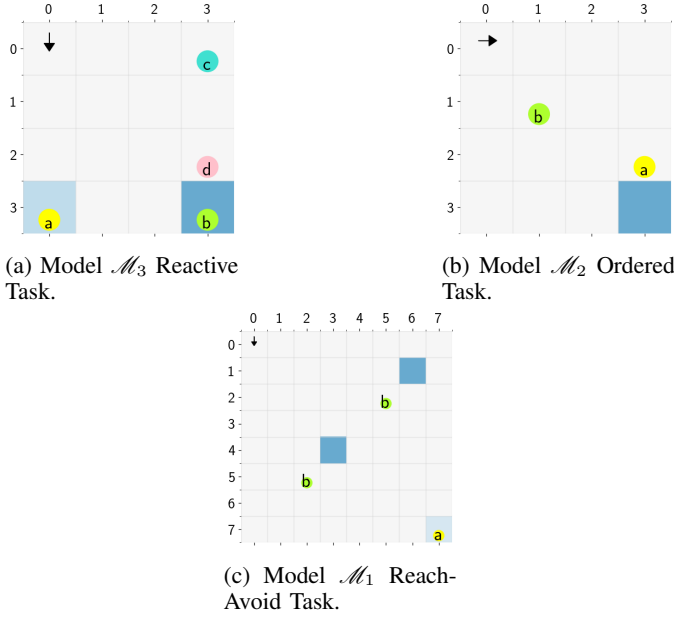 0 1 2 3
0
1
2
3
c
d
a
b
(a) Model ℳ₃ Reactive
Task.
0 1 2 3
0
1
2
3
b
a
(b) Model ℳ₂ Ordered
Task.
0 1 2 3 4 5 6 7
0
1
2
3
4
5
6
7
b
b
a
(c) Model ℳ₁ Reach-
Avoid Task.